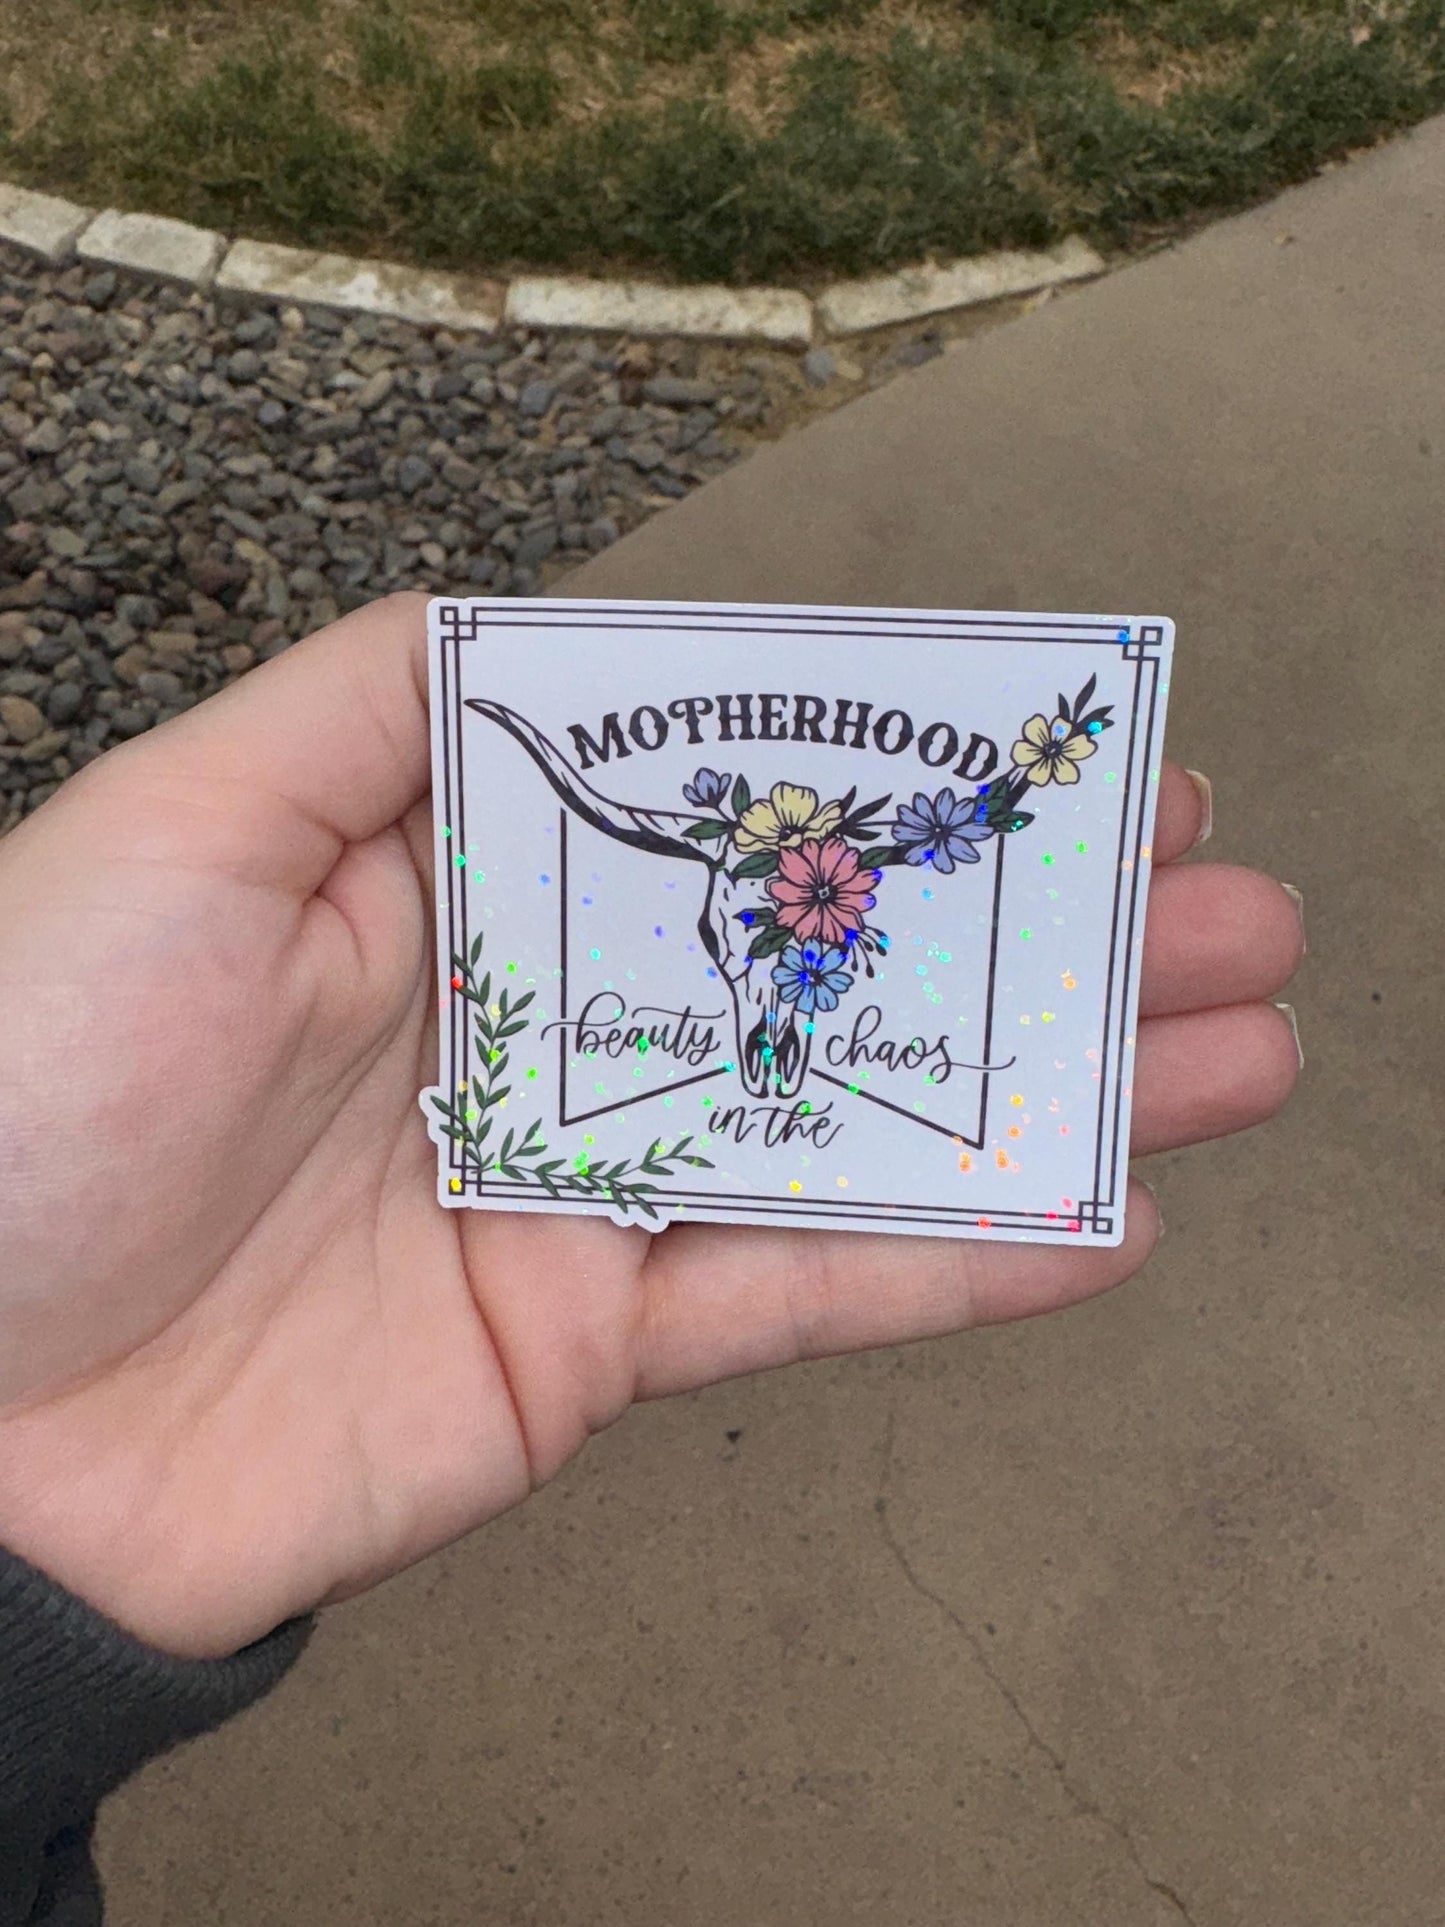 MOTHERHOOD
beauty chaos
in the